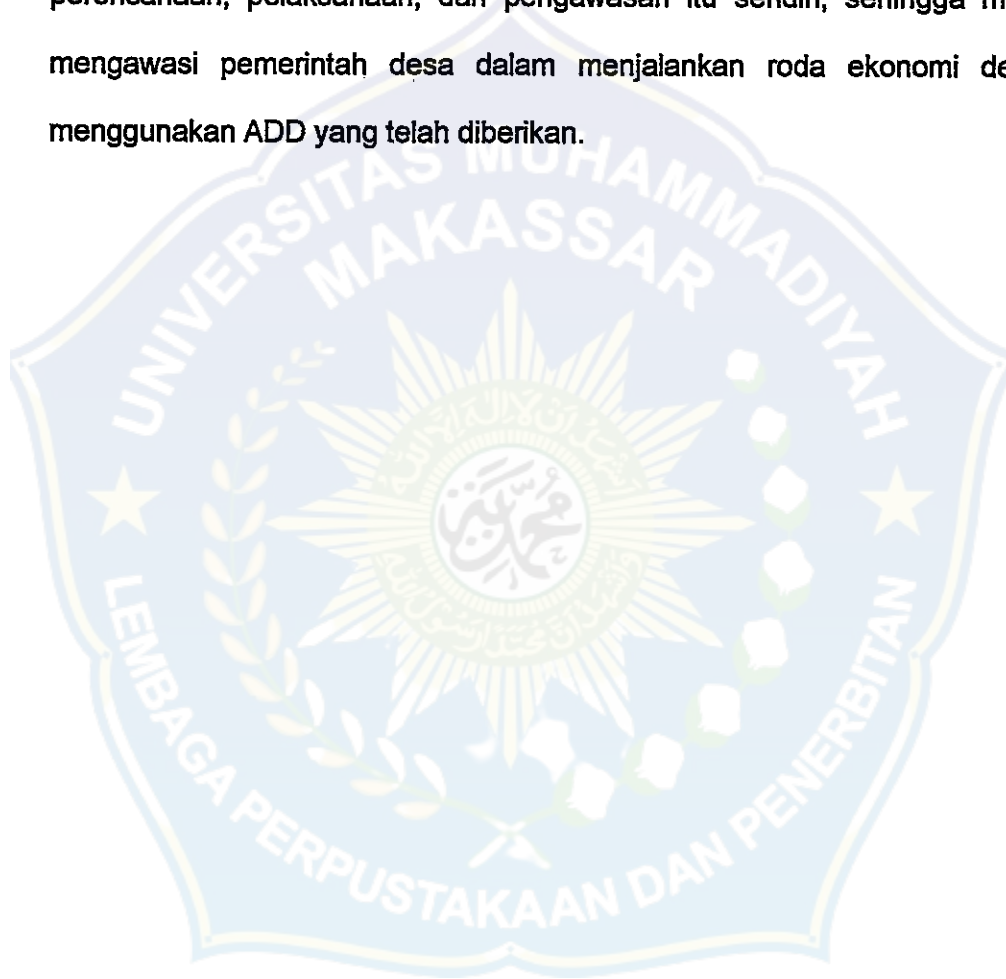 perencanaan, pelaksanaan, dan pengawasan itu sendiri, sehingga
mengawasi pemerintah desa dalam menjalankan roda ekonomi
menggunakan ADD yang telah diberikan.
UNIVERSITAS MUHAMMADIYAH
MAKASSAR
LEMBAGA PERPUSTAKAAN DAN PENERBITAN